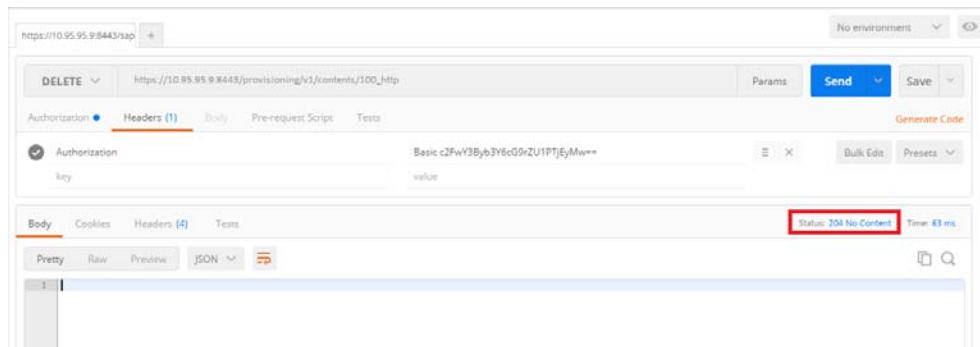 https://10.95.95.9:8443/sap +
No environment
DELETE https://10.95.95.9:8443/provisioning/v1/contents/100_http Params Send Save
Authorization Headers (1) Body Pre-request Script Tests Generate Code
Authorization Basic c2FwY3Byb3Y6cG9rZU1PTjEyMw== Bulk Edit Presets
key value
Body Cookies Headers (4) Tests Status: 204 No Content Time: 63 ms
Pretty Raw Preview JSON
1